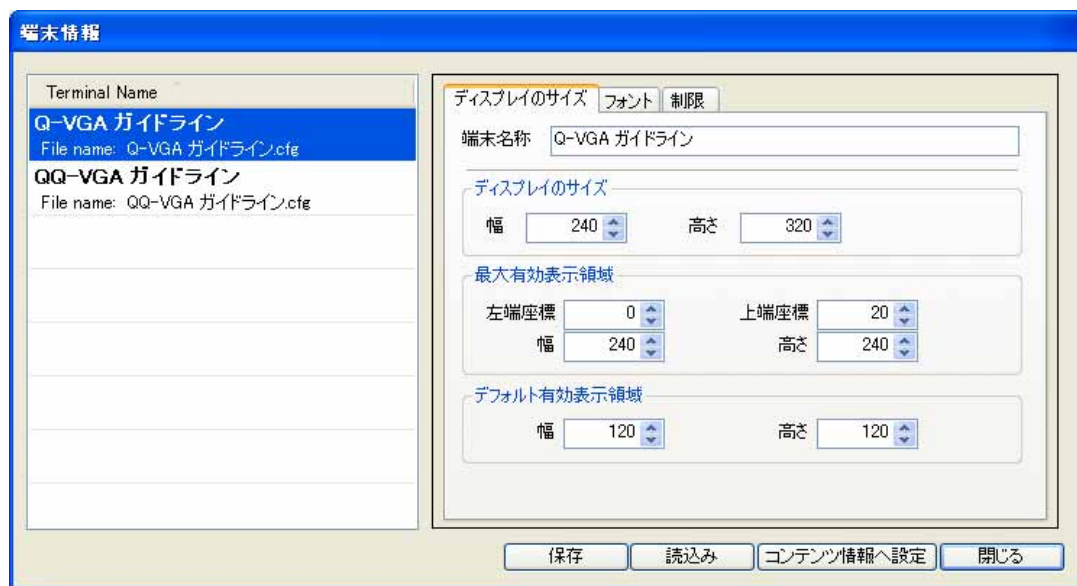 端末情報
Terminal Name
Q-VGA ガイドライン
File name: Q-VGA ガイドライン.cfg
QQ-VGA ガイドライン
File name: QQ-VGA ガイドライン.cfg
ディスプレイのサイズ フォント 制限
端末名称 Q-VGA ガイドライン
ディスプレイのサイズ
幅 240 高さ 320
最大有効表示領域
左端座標 0 上端座標 20
幅 240 高さ 240
デフォルト有効表示領域
幅 120 高さ 120
保存 読込み コンテンツ情報へ設定 閉じる